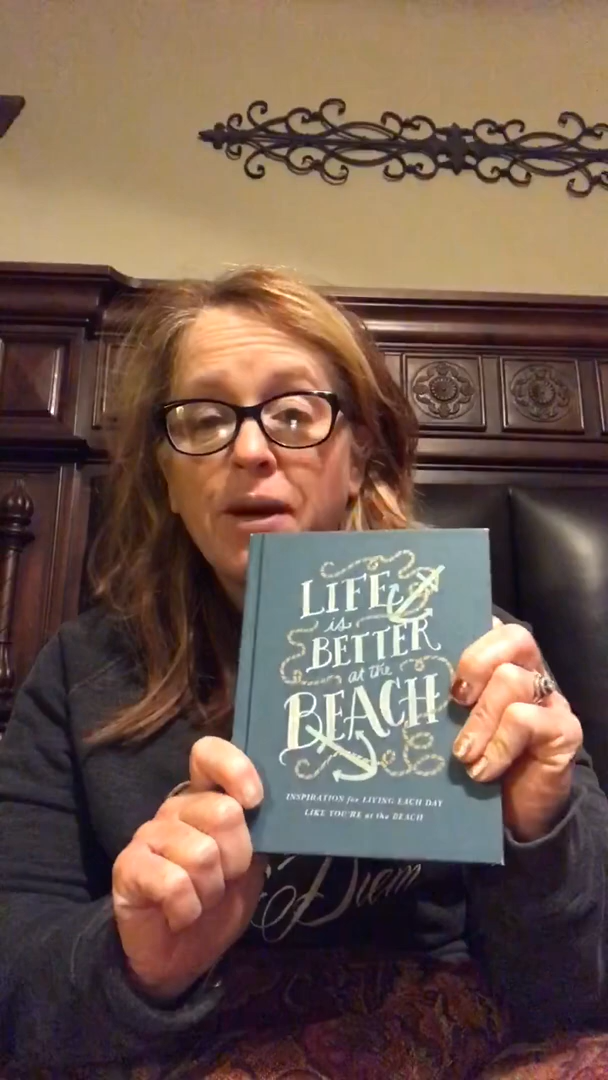 LIFE
is
BETTER
at the
BEACH
INSPIRATION for LIVING EACH DAY
LIKE YOU'RE at the BEACH
Diem